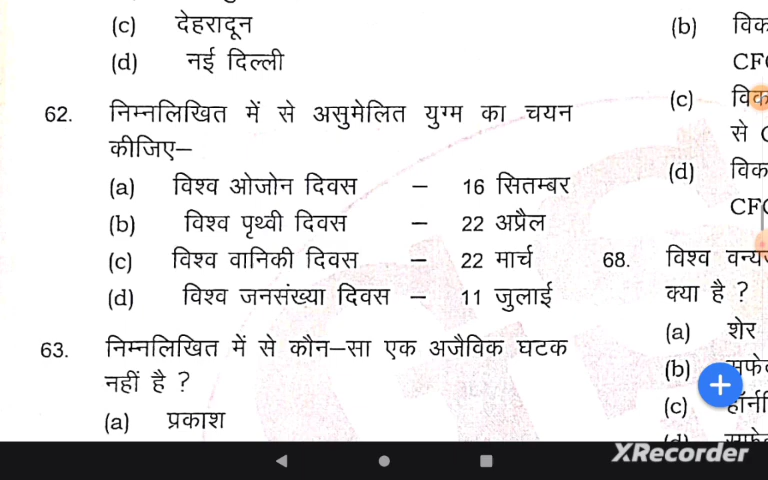 (c) देहरादून
(d) नई दिल्ली
62. निम्नलिखित में से असुमेलित युग्म का चयन
कीजिए–
(a) विश्व ओजोन दिवस – 16 सितम्बर
(b) विश्व पृथ्वी दिवस – 22 अप्रैल
(c) विश्व वानिकी दिवस – 22 मार्च
(d) विश्व जनसंख्या दिवस – 11 जुलाई
63. निम्नलिखित में से कौन–सा एक अजैविक घटक
नहीं है ?
(a) प्रकाश
(b)
(c)
से
(d)
68. विश्व
क्या है ?
(a) शेर
(b)
(c)
XRecorder